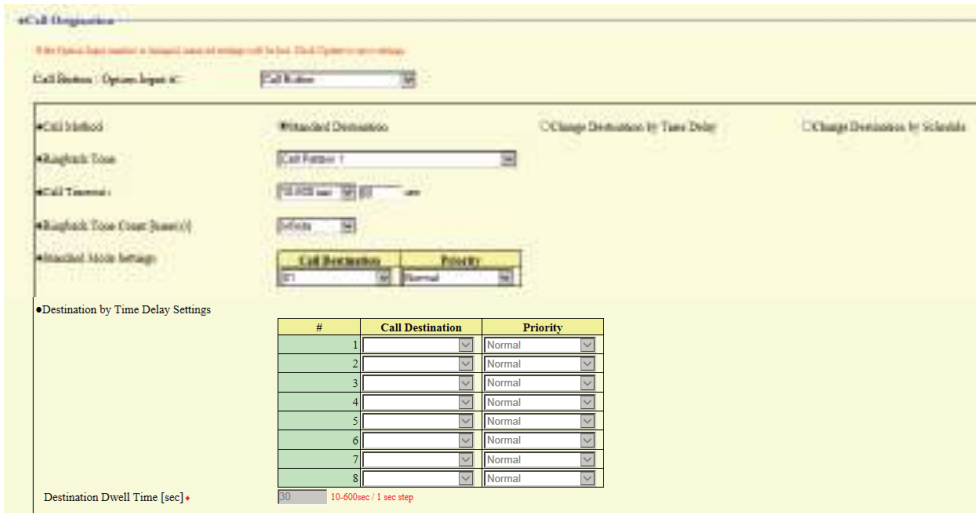 ●Call Origination
If the Option Input number is changed, unsaved settings will be lost. Click Update to save settings.
Call Button / Option Input #: Call Button
●Call Method Standard Destination Change Destination by Time Delay Change Destination by Schedule
●Ringback Tone Call Pattern 1
●Call Timeout: 10-600 sec sec
●Ringback Tone Count [time(s)] Infinite
●Standard Mode Settings
Call Destination Priority
01 Normal
●Destination by Time Delay Settings
# Call Destination Priority
1 Normal
2 Normal
3 Normal
4 Normal
5 Normal
6 Normal
7 Normal
8 Normal
Destination Dwell Time [sec]♦ 30 10-600sec / 1 sec step